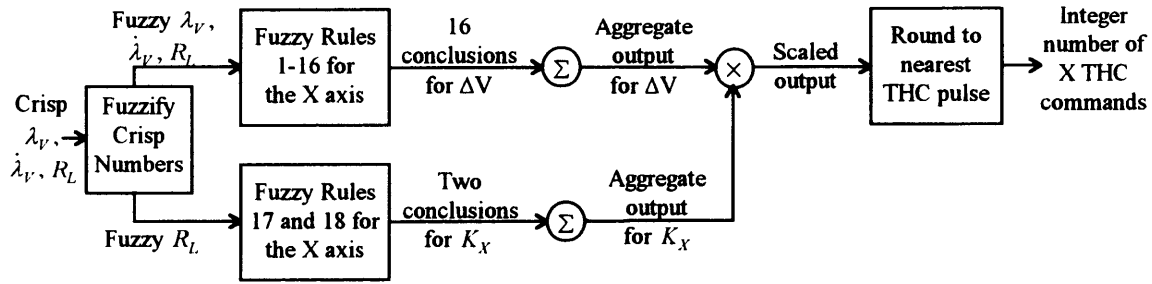 Crisp
λ_V,
λ̇_V, R_L
Fuzzify
Crisp
Numbers
Fuzzy λ_V,
λ̇_V, R_L
Fuzzy Rules
1-16 for
the X axis
16
conclusions
for ΔV
Σ
Aggregate
output
for ΔV
×
Scaled
output
Round to
nearest
THC pulse
Integer
number of
X THC
commands
Fuzzy R_L
Fuzzy Rules
17 and 18 for
the X axis
Two
conclusions
for K_X
Σ
Aggregate
output
for K_X